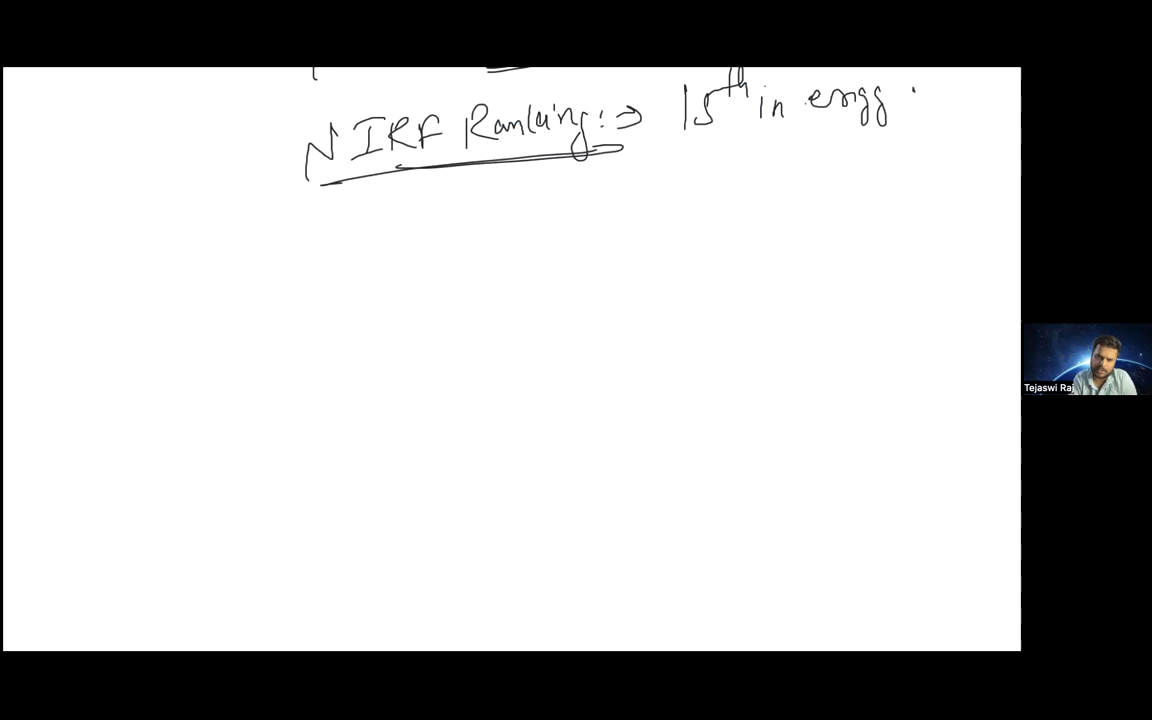 NIRF Ranking :⇒ 15th in engg.
Tejaswi Raj